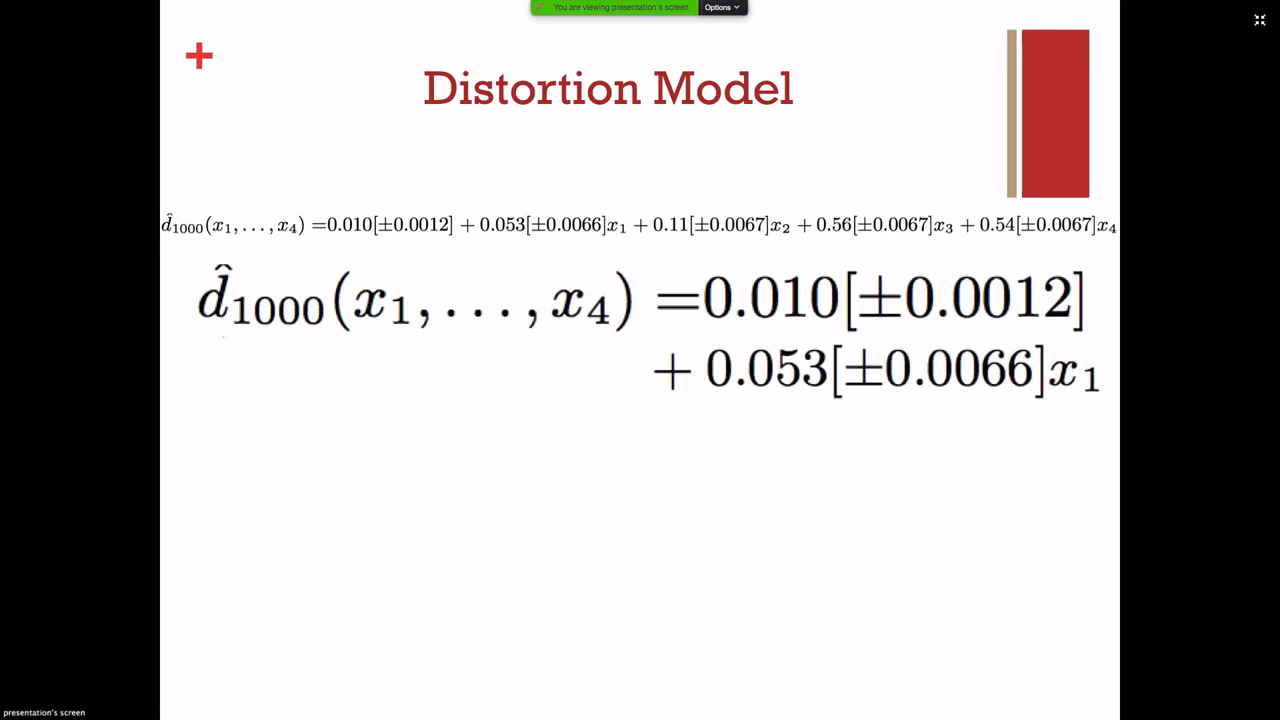 You are viewing presentation's screen Options
+
Distortion Model
d̂₁₀₀₀(x₁, . . . , x₄) =0.010[±0.0012] + 0.053[±0.0066]x₁ + 0.11[±0.0067]x₂ + 0.56[±0.0067]x₃ + 0.54[±0.0067]x₄
d̂₁₀₀₀(x₁, . . . , x₄) =0.010[±0.0012]
+ 0.053[±0.0066]x₁
presentation's screen